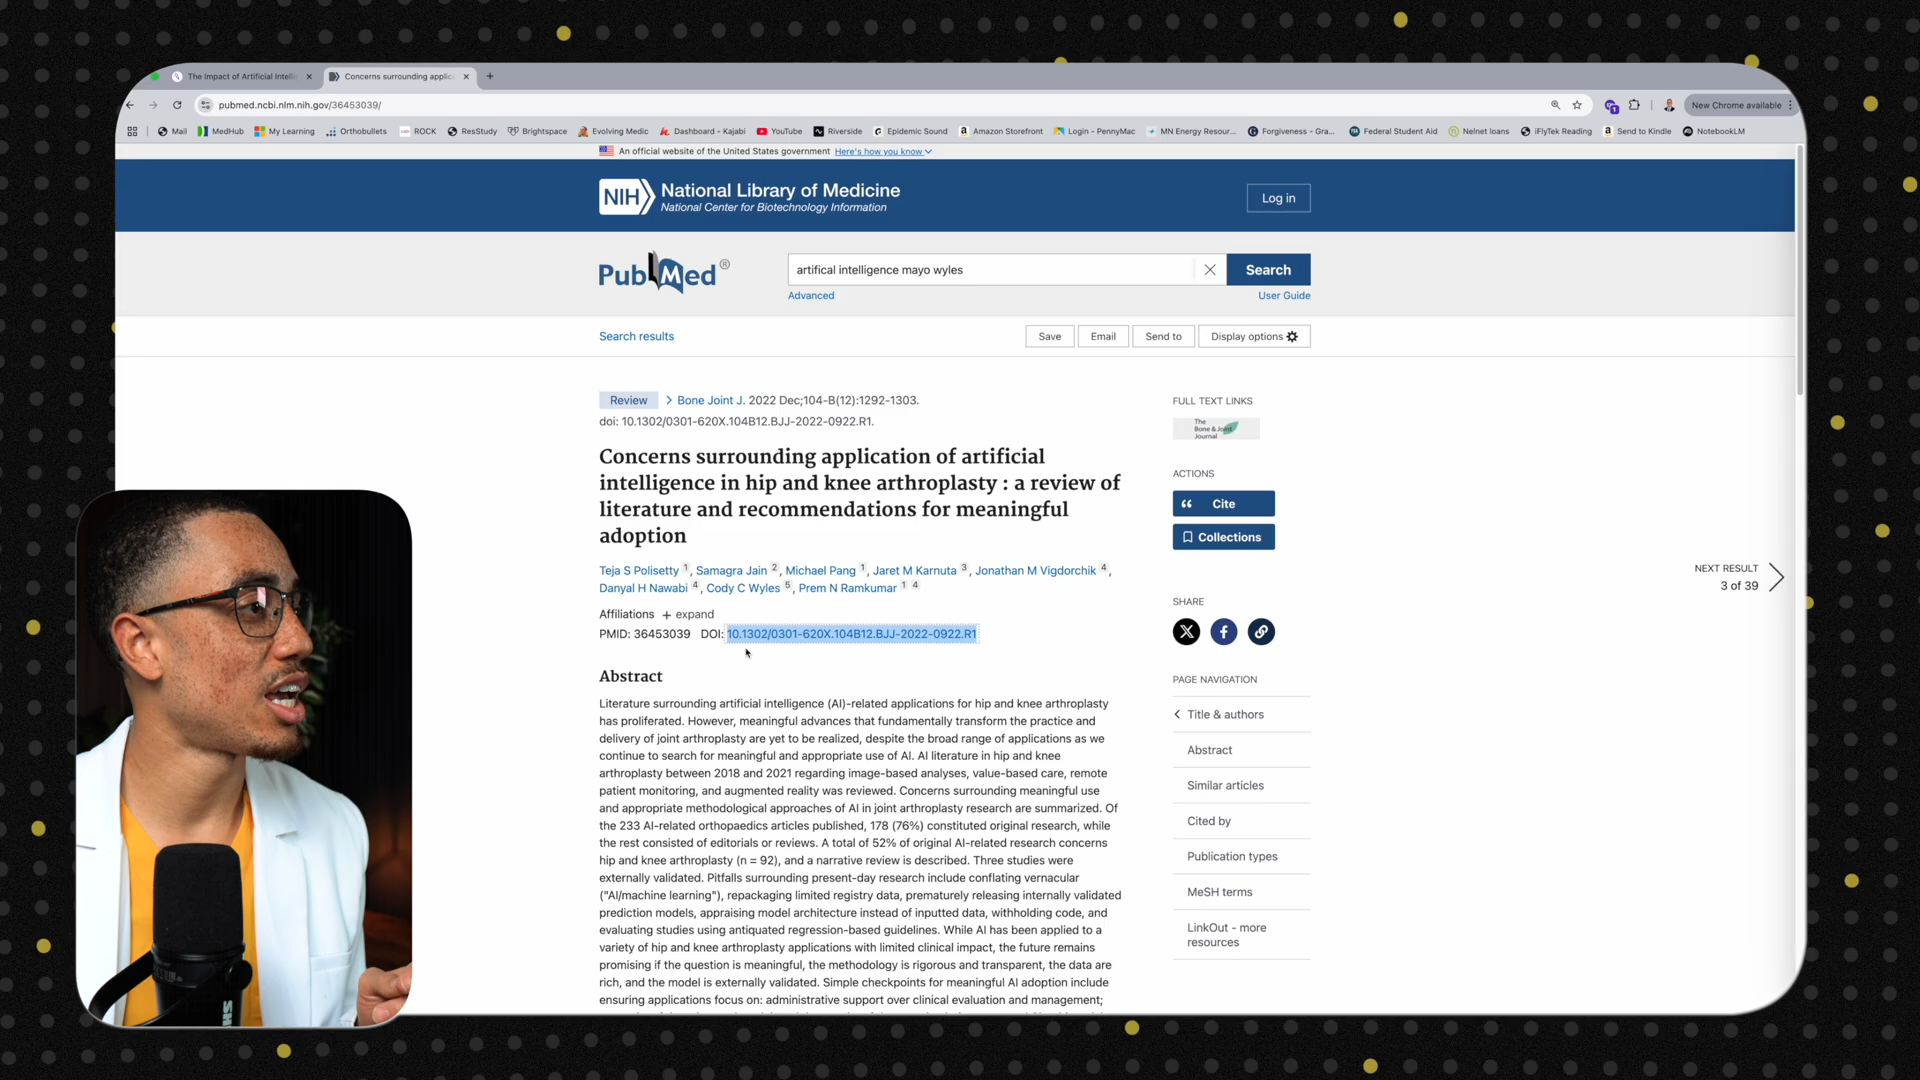 The Impact of Artificial Intelli
Concerns surrounding applic
pubmed.ncbi.nlm.nih.gov/36453039/
New Chrome available
Mail
MedHub
My Learning
Orthobullets
ROCK
ResStudy
Brightspace
Evolving Medic
Dashboard - Kajabi
YouTube
Riverside
Epidemic Sound
Amazon Storefront
Login - PennyMac
MN Energy Resour...
Forgiveness - Gra...
Federal Student Aid
Nelnet loans
iFlyTek Reading
Send to Kindle
NotebookLM
An official website of the United States government Here's how you know
NIH National Library of Medicine
National Center for Biotechnology Information
Log in
PubMed®
artifical intelligence mayo wyles
Search
Advanced
User Guide
Search results
Save
Email
Send to
Display options
Review > Bone Joint J. 2022 Dec;104-B(12):1292-1303.
doi: 10.1302/0301-620X.104B12.BJJ-2022-0922.R1.
Concerns surrounding application of artificial
intelligence in hip and knee arthroplasty : a review of
literature and recommendations for meaningful
adoption
Teja S Polisetty 1, Samagra Jain 2, Michael Pang 1, Jaret M Karnuta 3, Jonathan M Vigdorchik 4,
Danyal H Nawabi 4, Cody C Wyles 5, Prem N Ramkumar 1 4
Affiliations + expand
PMID: 36453039 DOI: 10.1302/0301-620X.104B12.BJJ-2022-0922.R1
Abstract
Literature surrounding artificial intelligence (AI)-related applications for hip and knee arthroplasty
has proliferated. However, meaningful advances that fundamentally transform the practice and
delivery of joint arthroplasty are yet to be realized, despite the broad range of applications as we
continue to search for meaningful and appropriate use of AI. AI literature in hip and knee
arthroplasty between 2018 and 2021 regarding image-based analyses, value-based care, remote
patient monitoring, and augmented reality was reviewed. Concerns surrounding meaningful use
and appropriate methodological approaches of AI in joint arthroplasty research are summarized. Of
the 233 AI-related orthopaedics articles published, 178 (76%) constituted original research, while
the rest consisted of editorials or reviews. A total of 52% of original AI-related research concerns
hip and knee arthroplasty (n = 92), and a narrative review is described. Three studies were
externally validated. Pitfalls surrounding present-day research include conflating vernacular
("AI/machine learning"), repackaging limited registry data, prematurely releasing internally validated
prediction models, appraising model architecture instead of inputted data, withholding code, and
evaluating studies using antiquated regression-based guidelines. While AI has been applied to a
variety of hip and knee arthroplasty applications with limited clinical impact, the future remains
promising if the question is meaningful, the methodology is rigorous and transparent, the data are
rich, and the model is externally validated. Simple checkpoints for meaningful AI adoption include
ensuring applications focus on: administrative support over clinical evaluation and management;
FULL TEXT LINKS
The
Bone & Joint
Journal
ACTIONS
Cite
Collections
SHARE
PAGE NAVIGATION
Title & authors
Abstract
Similar articles
Cited by
Publication types
MeSH terms
LinkOut - more
resources
NEXT RESULT
3 of 39
SH